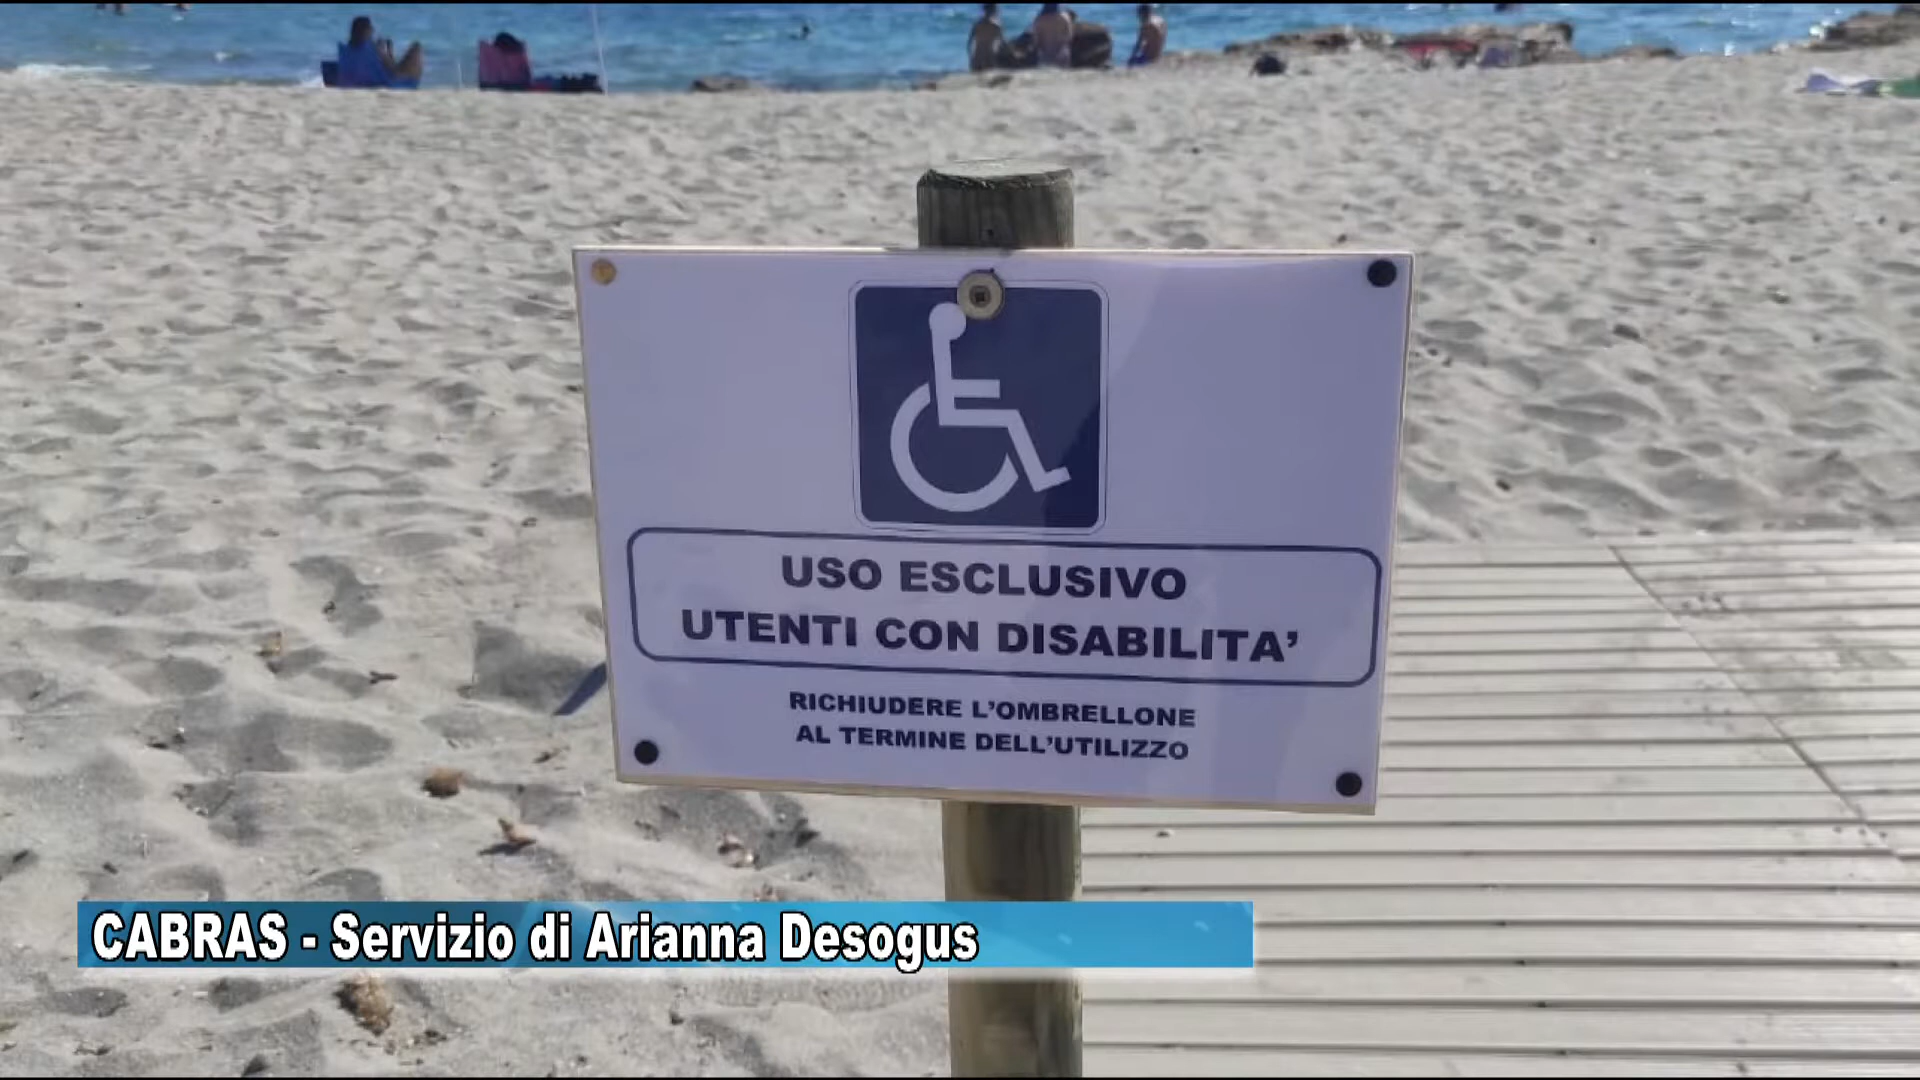 USO ESCLUSIVO
UTENTI CON DISABILITA’
RICHIUDERE L’OMBRELLONE
AL TERMINE DELL’UTILIZZO
CABRAS - Servizio di Arianna Desogus